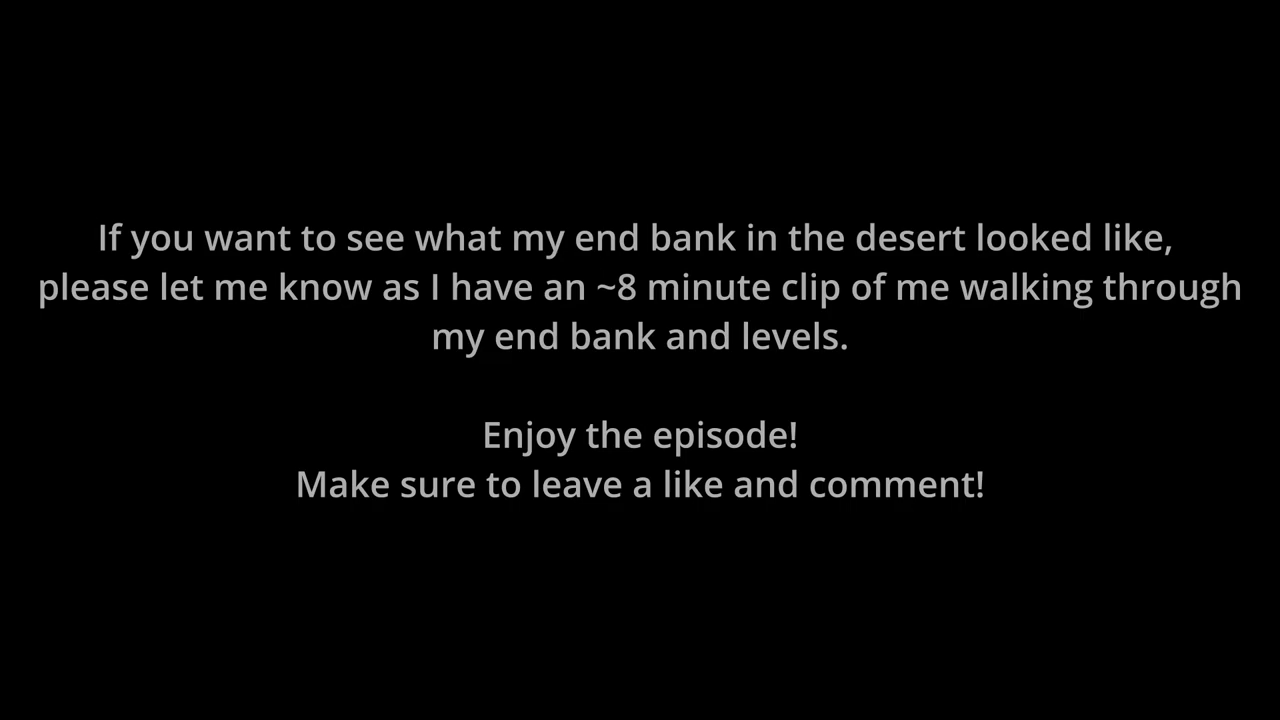 If you want to see what my end bank in the desert looked like,
please let me know as I have an ~8 minute clip of me walking through
my end bank and levels.
Enjoy the episode!
Make sure to leave a like and comment!